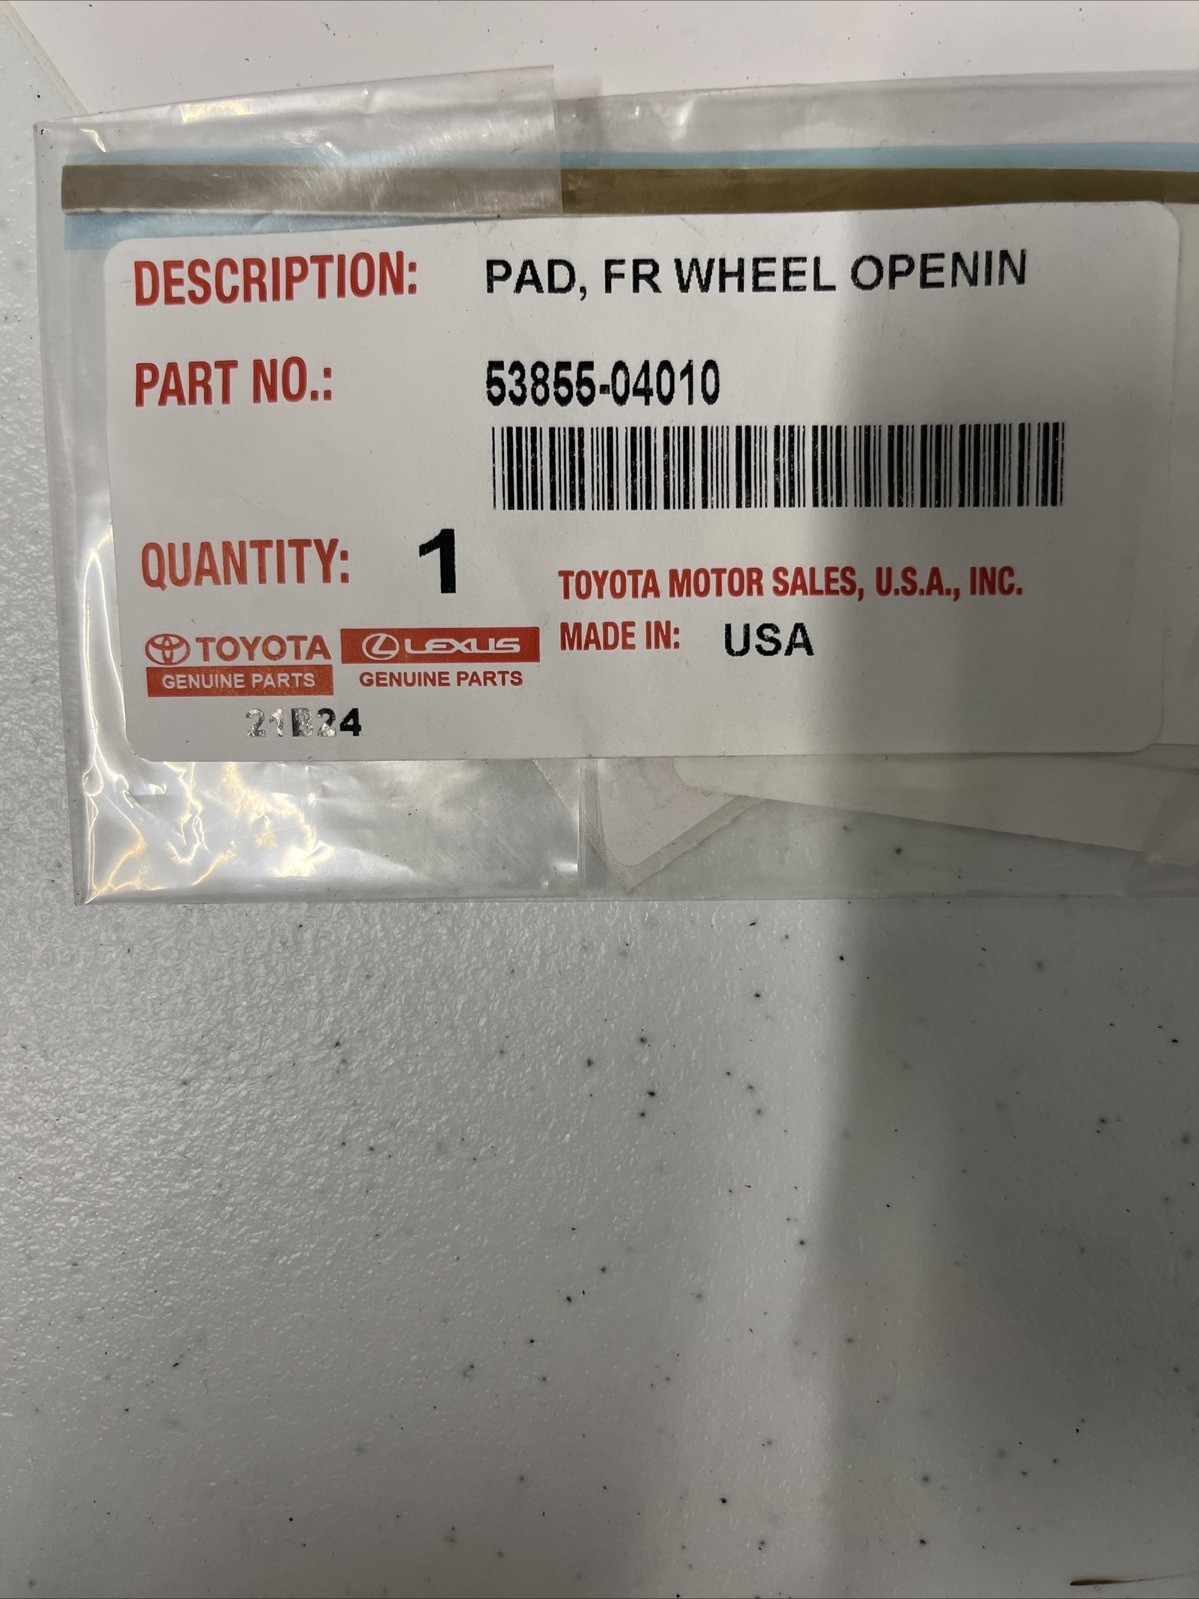 DESCRIPTION: PAD, FR WHEEL OPENIN
PART NO.: 53855-04010
QUANTITY: 1
TOYOTA MOTOR SALES, U.S.A., INC.
MADE IN: USA
TOYOTA
GENUINE PARTS
LEXUS
GENUINE PARTS
21B24